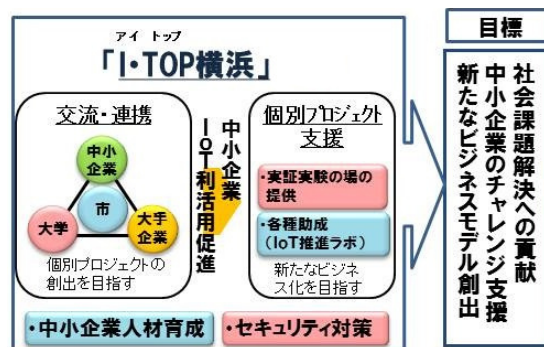 アイ トップ
「I・TOP横浜」
交流・連携
中小
企業
市
大学
大手
企業
個別プロジェクトの
創出を目指す
中小企業
IOT利活用促進
個別プロジェクト
支援
・実証実験の場の
提供
・各種助成
(IoT推進ラボ)
新たなビジネ
ス化を目指す
・中小企業人材育成
・セキュリティ対策
目標
社会課題解決への貢献
中小企業のチャレンジ支援
新たなビジネスモデル創出